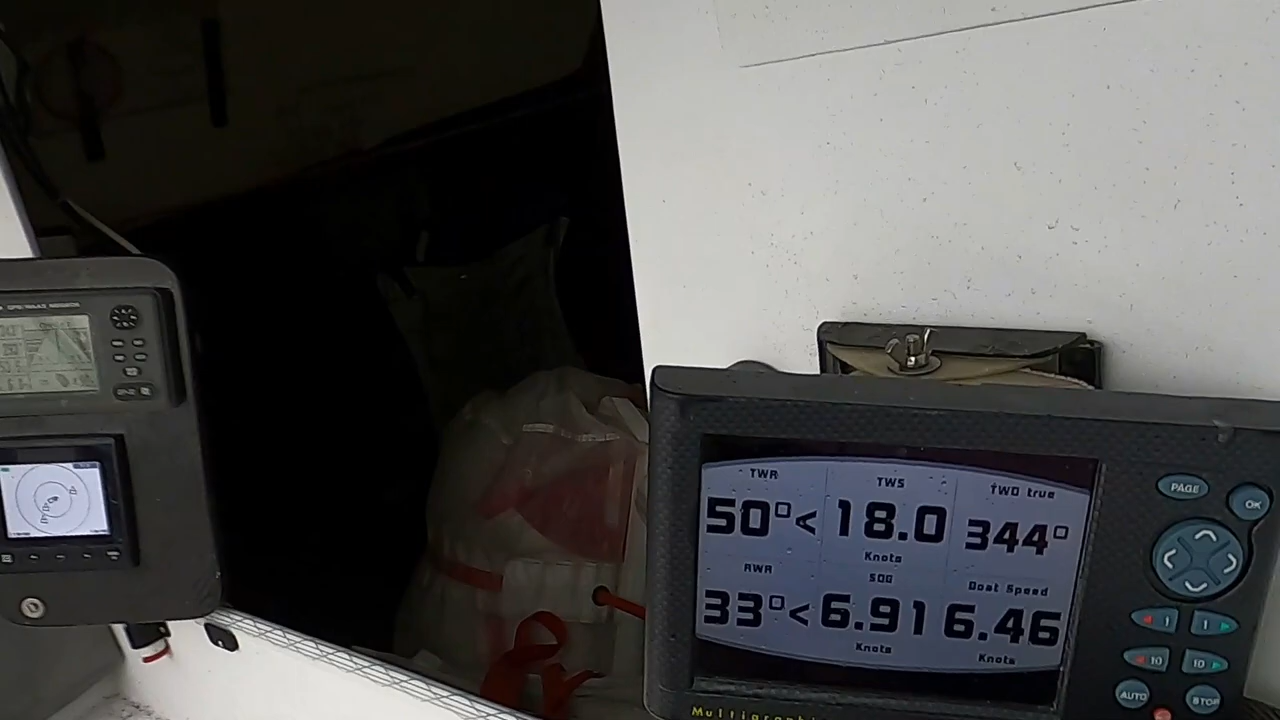 TWA TWS TWD true
50°< 18.0 344°
Knots
AWA SOG Boat Speed
33°< 6.91 6.46
Knots Knots
PAGE
OK
1 1
10 10
AUTO STOP